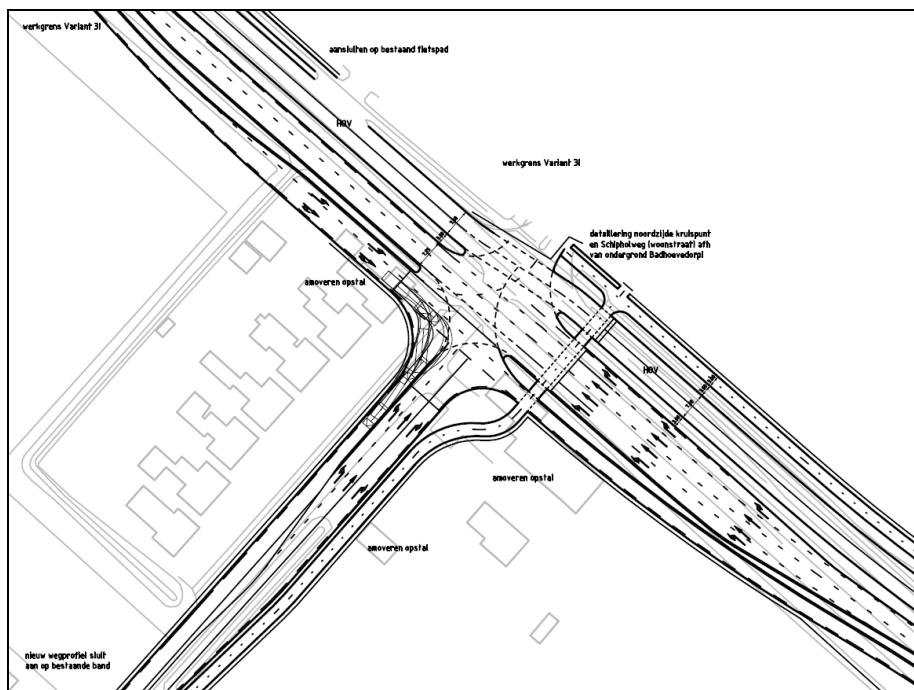 werkgrens Variant 3I
aansluiten op bestaand fietspad
HOV
werkgrens Variant 3I
detaillering noordzijde kruispunt
en Schipholweg (woonstraat) afh
van ondergrond Badhoevedorp!
amoveren opstal
HOV
amoveren opstal
amoveren opstal
nieuw wegprofiel sluit
aan op bestaande band